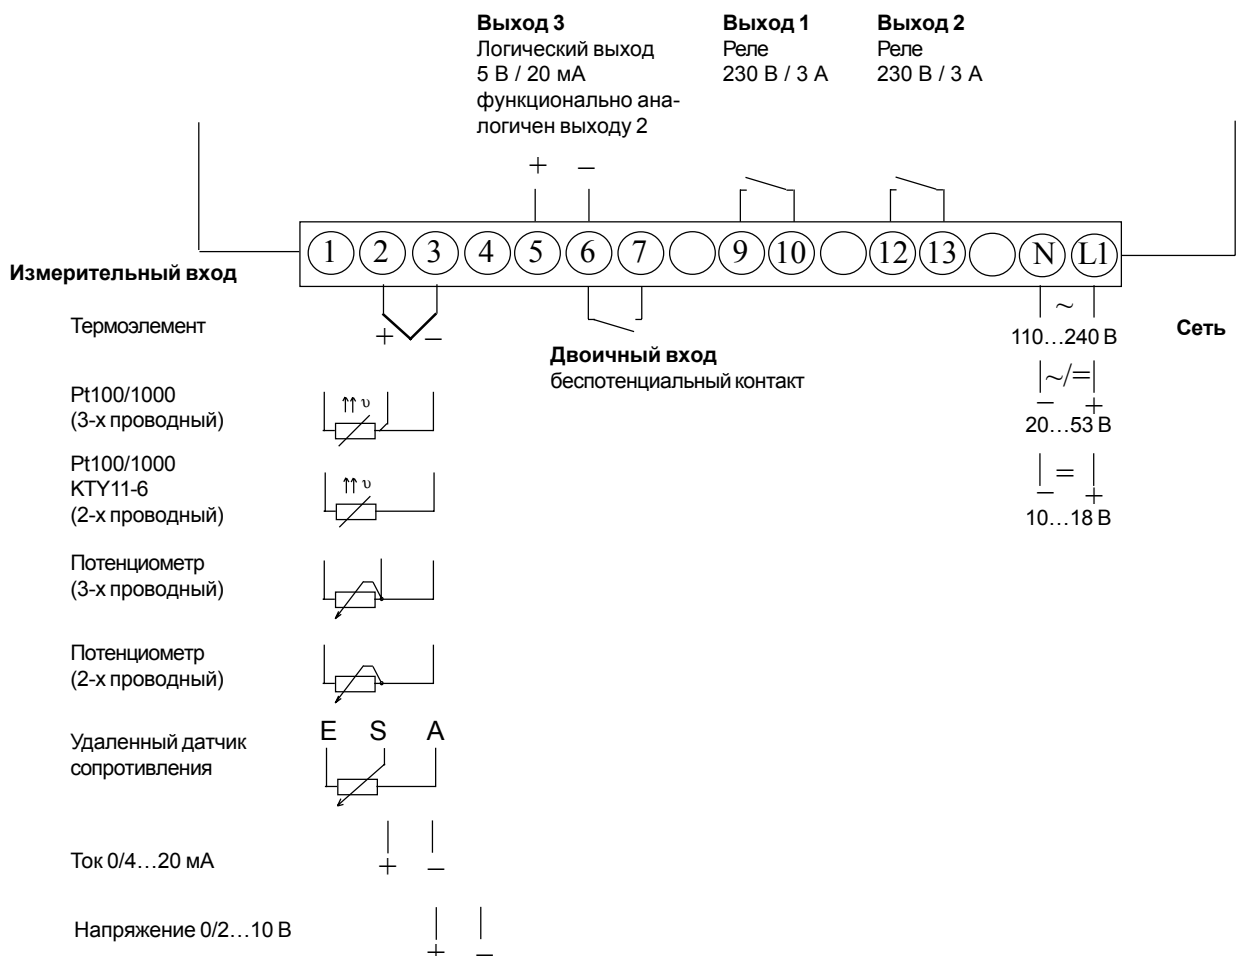 Выход 3
Логический выход
5 В / 20 мА
функционально ана-
логичен выходу 2
Выход 1
Реле
230 В / 3 А
Выход 2
Реле
230 В / 3 А
+ –
1 2 3 4 5 6 7 9 10 12 13 N L1
Измерительный вход
Термоэлемент
+ –
Двоичный вход
беспотенциальный контакт
~
110…240 В
Сеть
~/=
– +
20…53 В
=
– +
10…18 В
Pt100/1000
(3-х проводный)
↑↑ υ
Pt100/1000
KTY11-6
(2-х проводный)
↑↑ υ
Потенциометр
(3-х проводный)
Потенциометр
(2-х проводный)
E S A
Удаленный датчик
сопротивления
Ток 0/4…20 мА
+ –
Напряжение 0/2…10 В
+ –